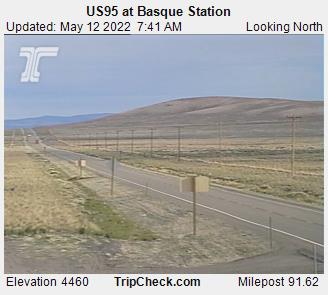 US95 at Basque Station
Updated: May 12 2022 7:41 AM Looking North
Elevation 4460 TripCheck.com Milepost 91.62